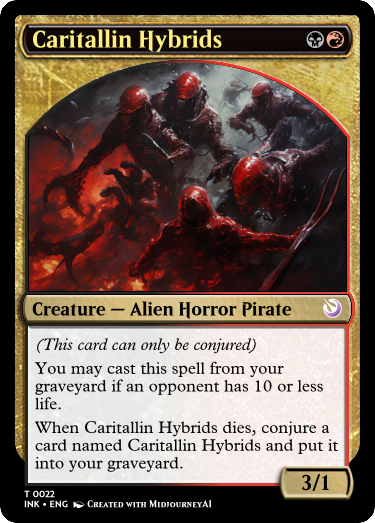 Caritallin Hybrids
Creature — Alien Horror Pirate
(This card can only be conjured)
You may cast this spell from your
graveyard if an opponent has 10 or less
life.
When Caritallin Hybrids dies, conjure a
card named Caritallin Hybrids and put it
into your graveyard.
3/1
T 0022
INK • ENG Created with MidjourneyAI